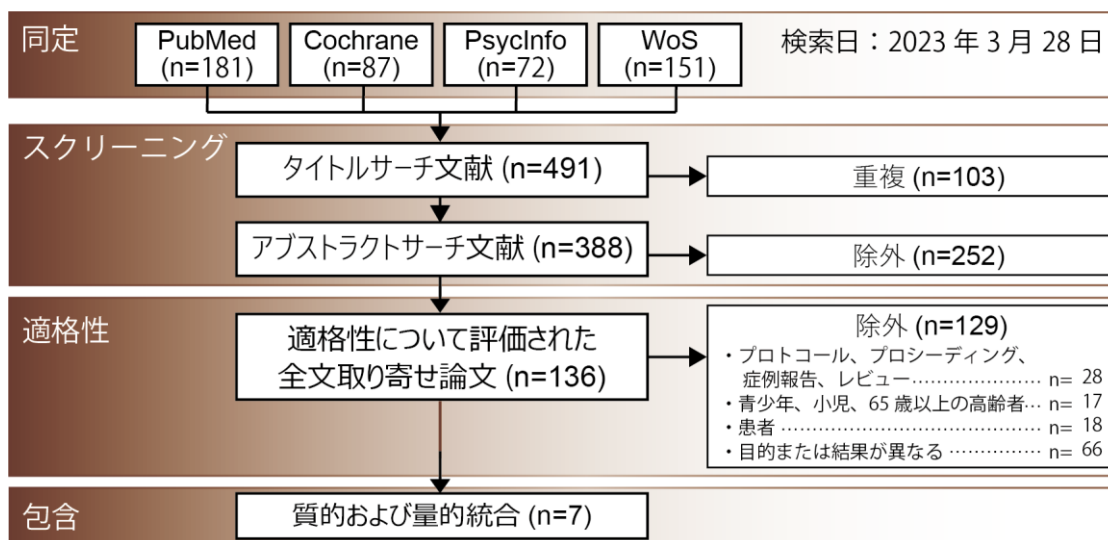 同定
PubMed
(n=181)
Cochrane
(n=87)
PsycInfo
(n=72)
WoS
(n=151)
検索日：2023 年 3 月 28 日
スクリーニング
タイトルサーチ文献 (n=491)
重複 (n=103)
アブストラクトサーチ文献 (n=388)
除外 (n=252)
適格性
適格性について評価された
全文取り寄せ論文 (n=136)
除外 (n=129)
・プロトコール、プロシーディング、
症例報告、レビュー…………………… n= 28
・青少年、小児、65 歳以上の高齢者… n= 17
・患者 …………………………………… n= 18
・目的または結果が異なる …………… n= 66
包含
質的および量的統合 (n=7)